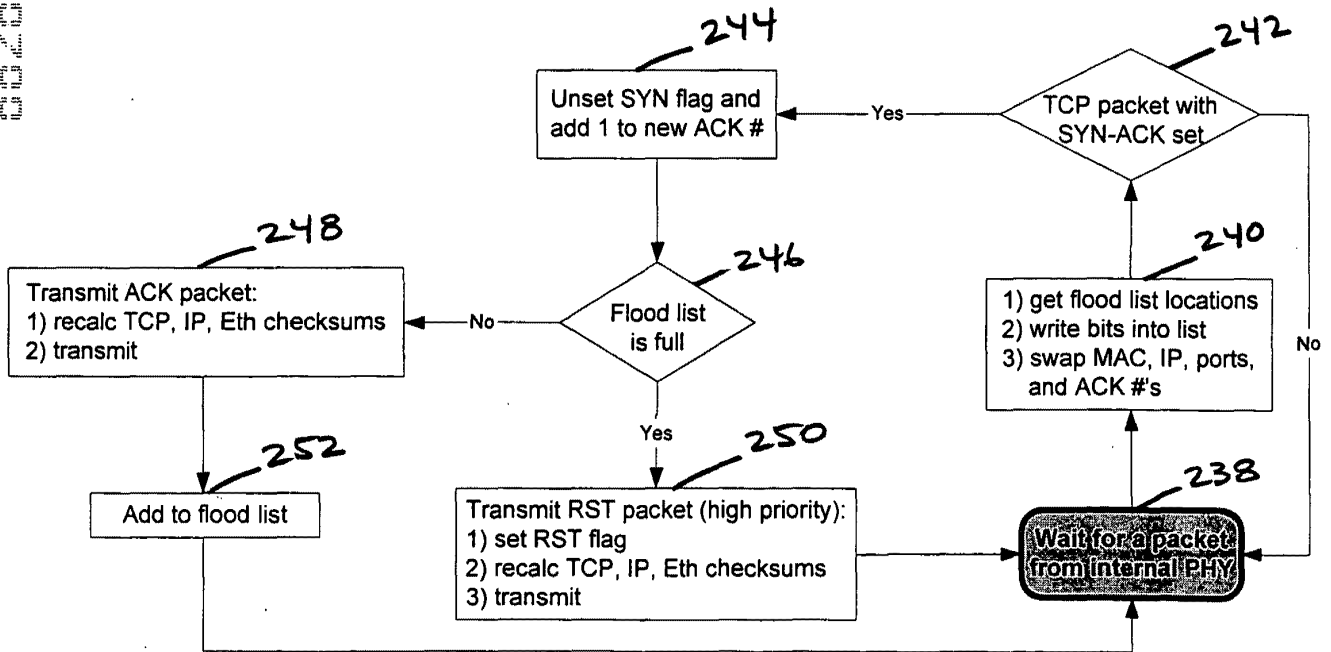 244
Unset SYN flag and
add 1 to new ACK #
Yes
242
TCP packet with
SYN-ACK set
248
Transmit ACK packet:
1) recalc TCP, IP, Eth checksums
2) transmit
No
246
Flood list
is full
240
1) get flood list locations
2) write bits into list
3) swap MAC, IP, ports,
and ACK #'s
No
Yes
252
Add to flood list
250
Transmit RST packet (high priority):
1) set RST flag
2) recalc TCP, IP, Eth checksums
3) transmit
238
Wait for a packet
from internal PHY